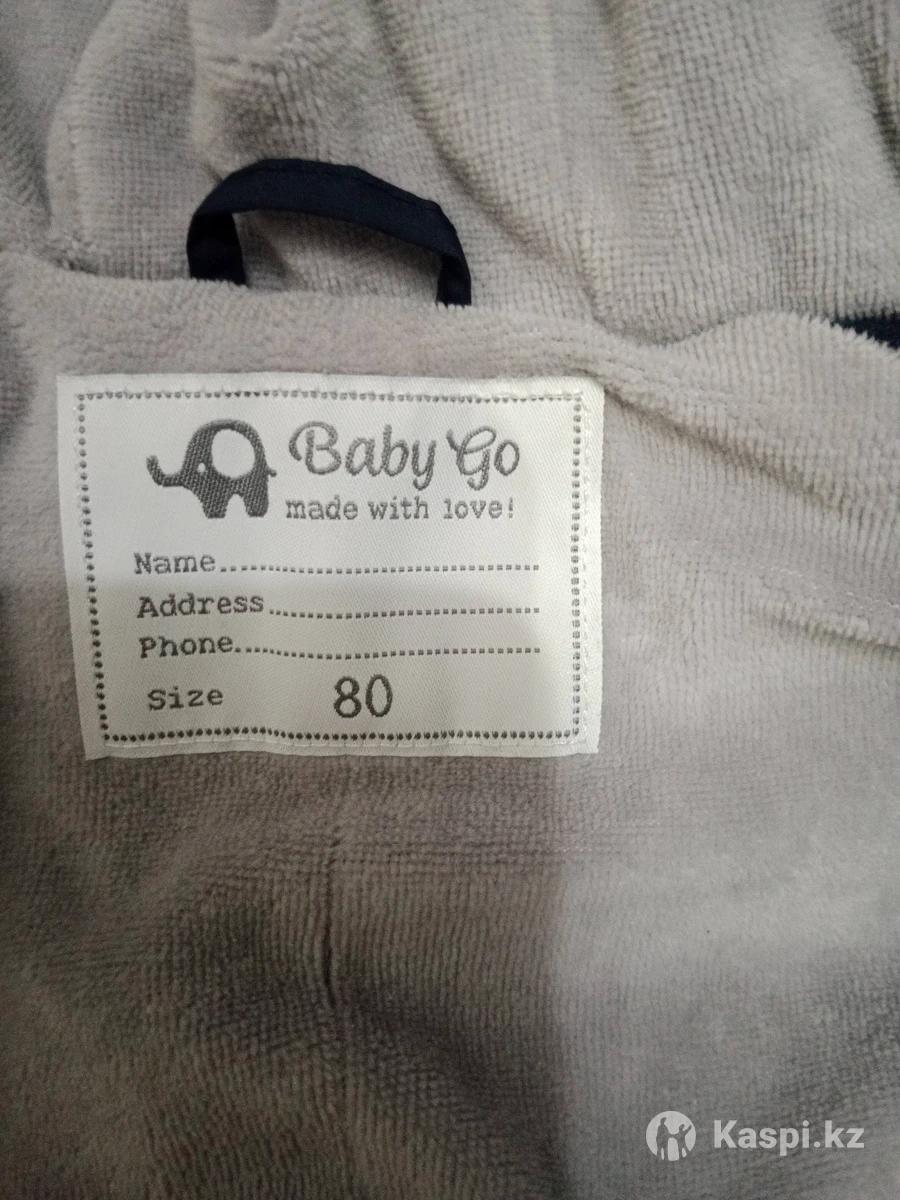 Baby Go
made with love!
Name
Address
Phone
Size 80
Kaspi.kz